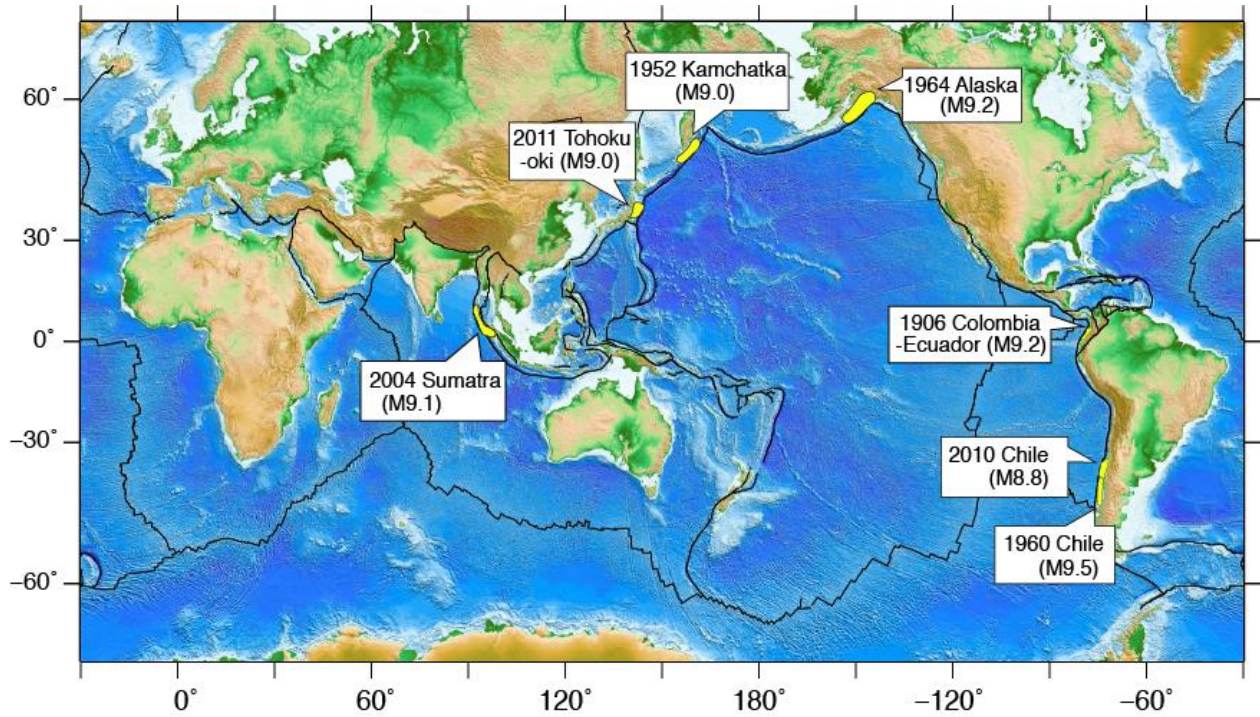 1952 Kamchatka
(M9.0)
1964 Alaska
(M9.2)
2011 Tohoku
-oki (M9.0)
1906 Colombia
-Ecuador (M9.2)
2004 Sumatra
(M9.1)
2010 Chile
(M8.8)
1960 Chile
(M9.5)
60°
30°
0°
−30°
−60°
0°
60°
120°
180°
−120°
−60°